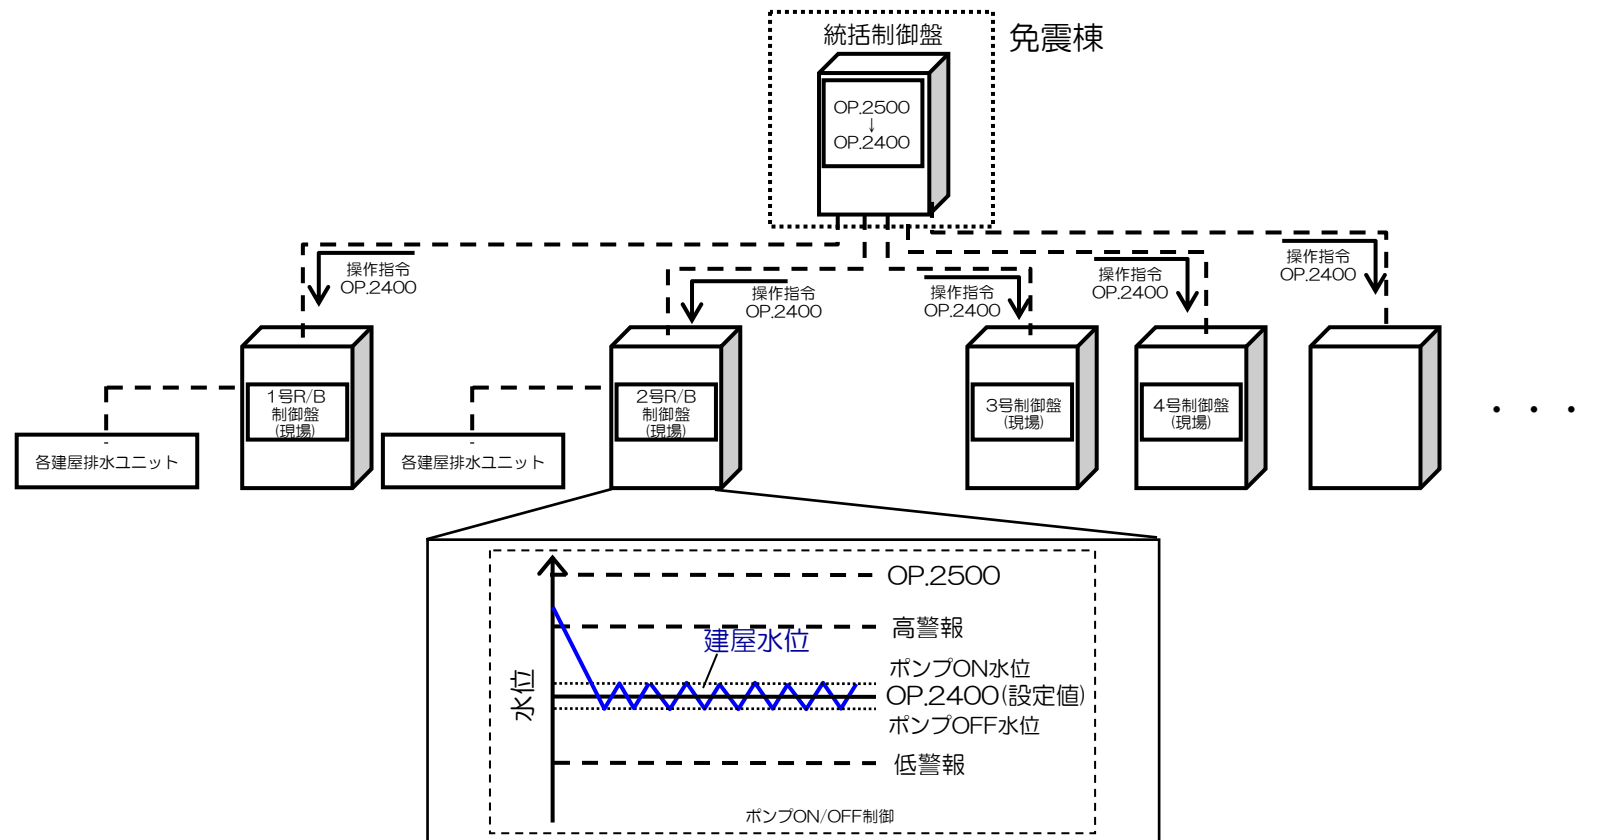 統括制御盤
免震棟
OP.2500
↓
OP.2400
操作指令
OP.2400
操作指令
OP.2400
操作指令
OP.2400
操作指令
OP.2400
操作指令
OP.2400
1号R/B
制御盤
(現場)
2号R/B
制御盤
(現場)
3号制御盤
(現場)
4号制御盤
(現場)
・・・
各建屋排水ユニット
各建屋排水ユニット
OP.2500
高警報
建屋水位
ポンプON水位
水位
OP.2400(設定値)
ポンプOFF水位
低警報
ポンプON/OFF制御